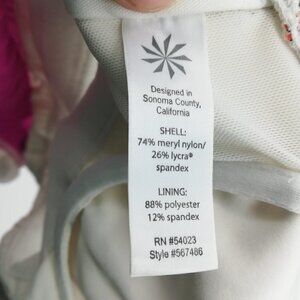 Designed in
Sonoma County,
California
SHELL:
74% meryl nylon/
26% lycra®
spandex
LINING:
88% polyester
12% spandex
RN #54023
Style #567486